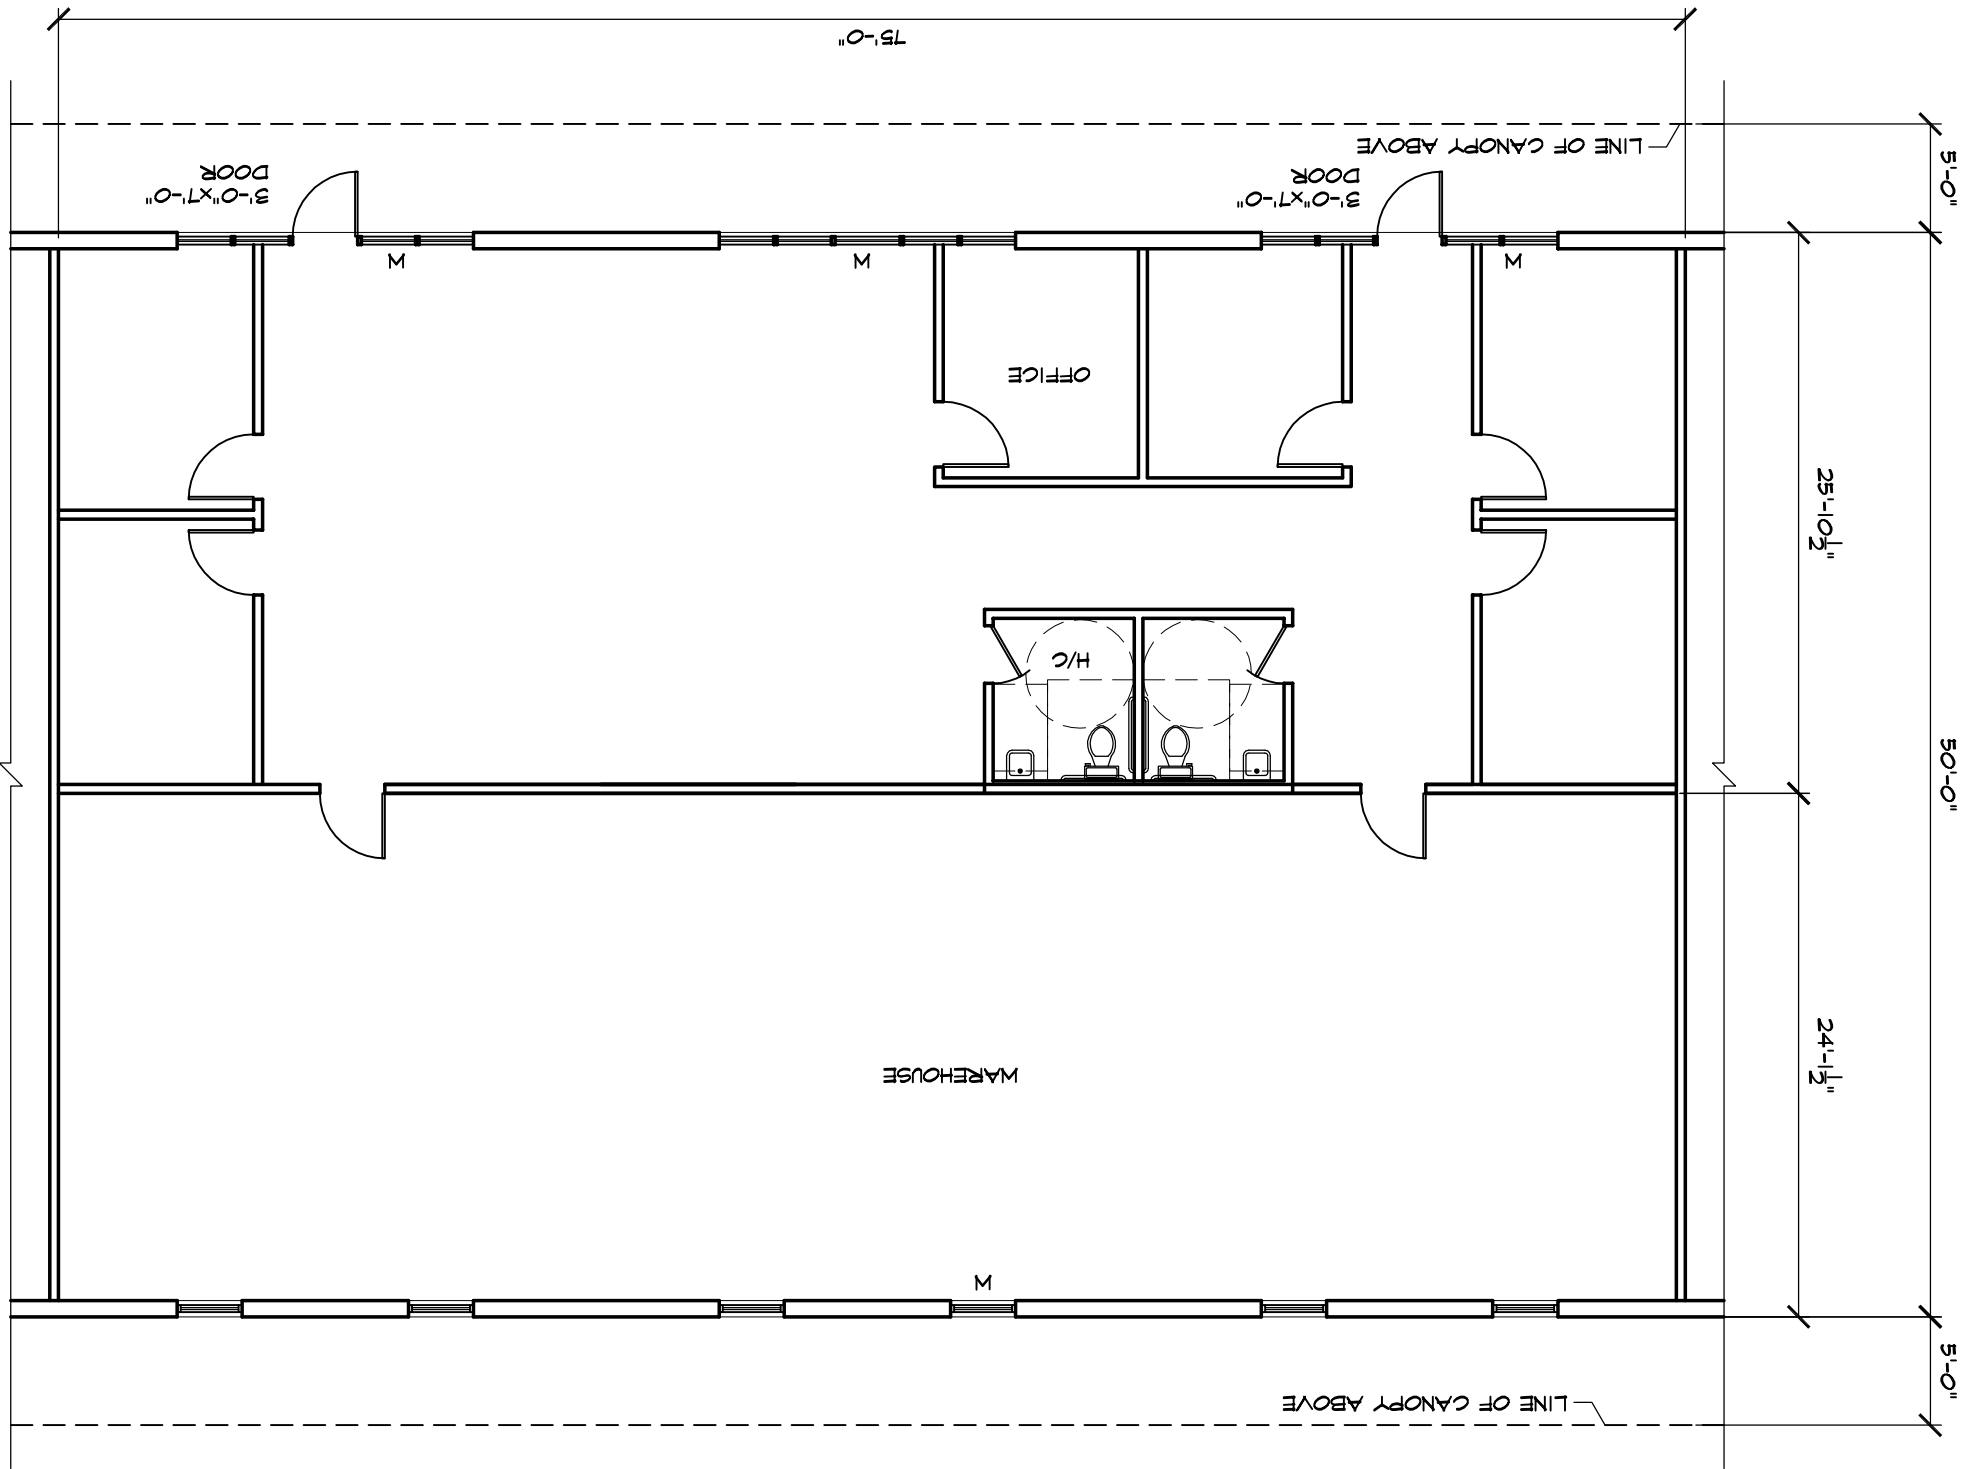 5'-0"
LINE OF CANOPY ABOVE
W
WAREHOUSE
24'-1 1/2"
50'-0"
H/C
25'-10 1/2"
OFFICE
W
W
W
3'-0"x7'-0"
DOOR
3'-0"x7'-0"
DOOR
5'-0"
LINE OF CANOPY ABOVE
75'-0"